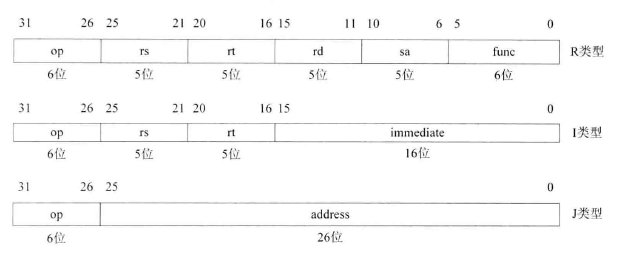 31 26 25 21 20 16 15 11 10 6 5 0
op rs rt rd sa func R类型
6位 5位 5位 5位 5位 6位
31 26 25 21 20 16 15 0
op rs rt immediate I类型
6位 5位 5位 16位
31 26 25 0
op address J类型
6位 26位